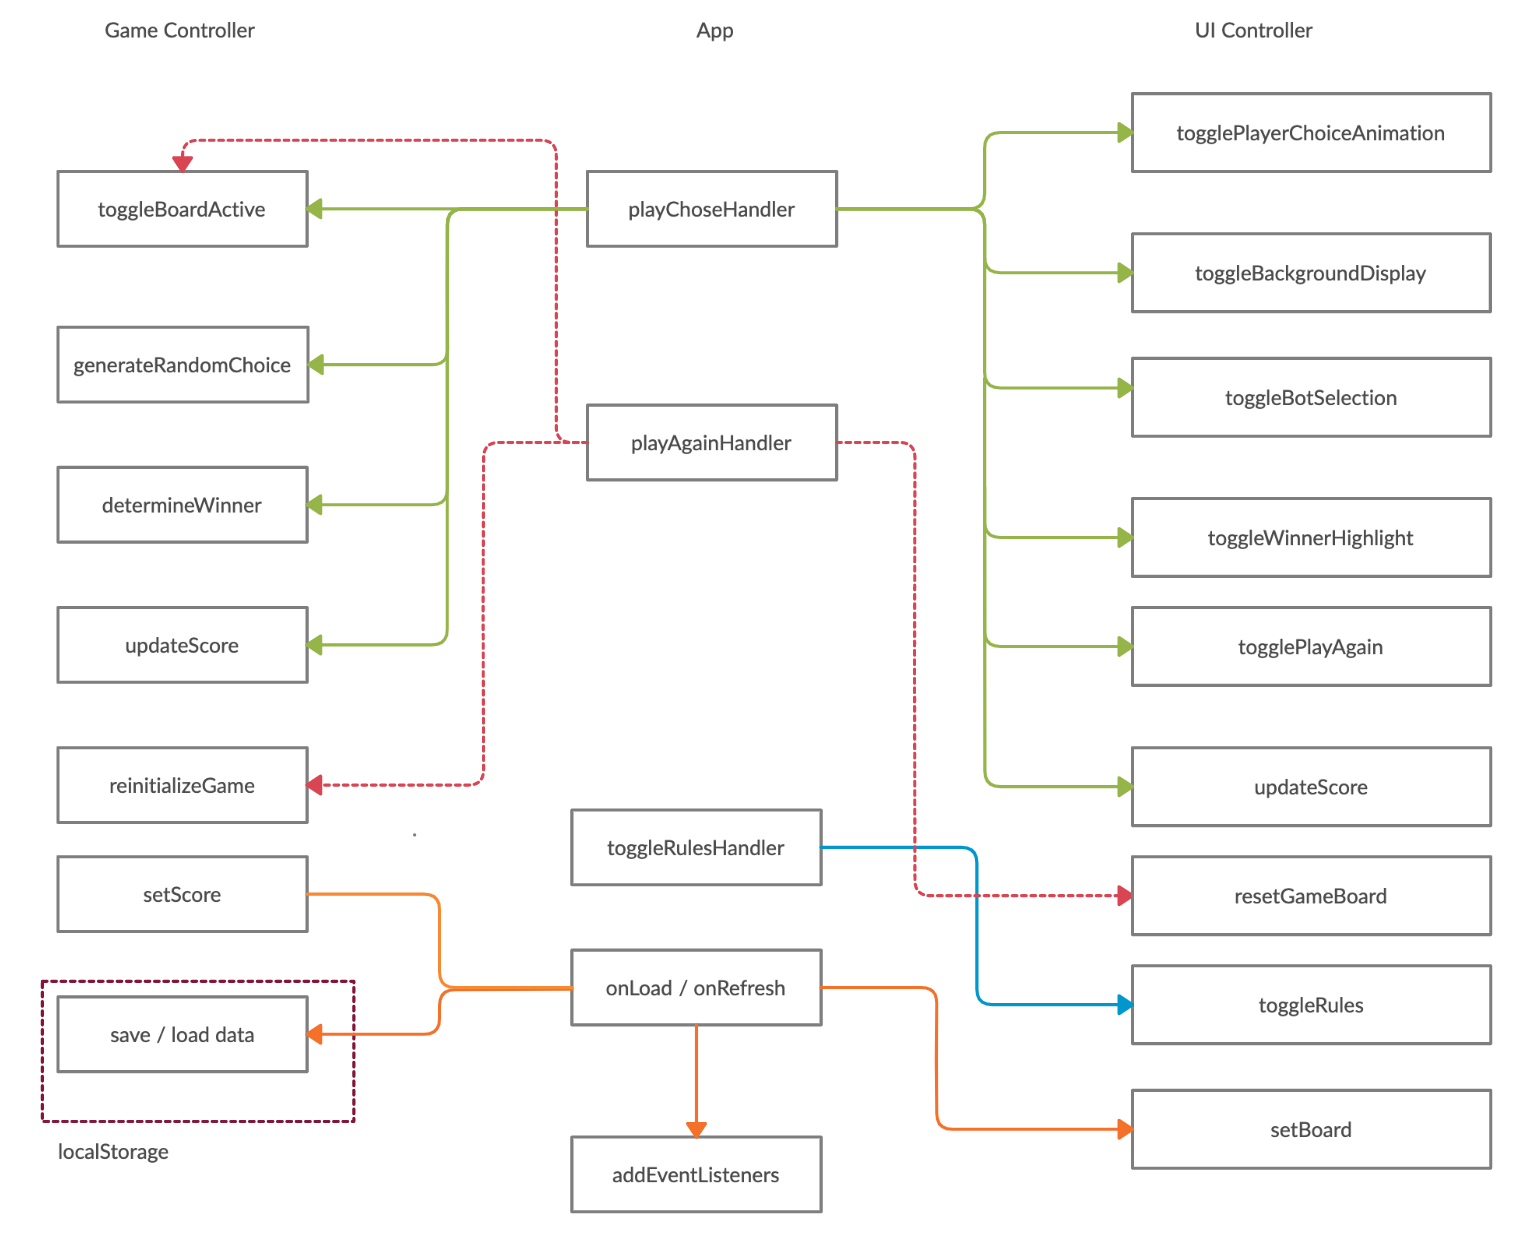 Game Controller
App
UI Controller
togglePlayerChoiceAnimation
toggleBoardActive
playChoseHandler
toggleBackgroundDisplay
generateRandomChoice
toggleBotSelection
playAgainHandler
determineWinner
toggleWinnerHighlight
updateScore
togglePlayAgain
reinitializeGame
updateScore
toggleRulesHandler
setScore
resetGameBoard
onLoad / onRefresh
toggleRules
save / load data
setBoard
localStorage
addEventListeners